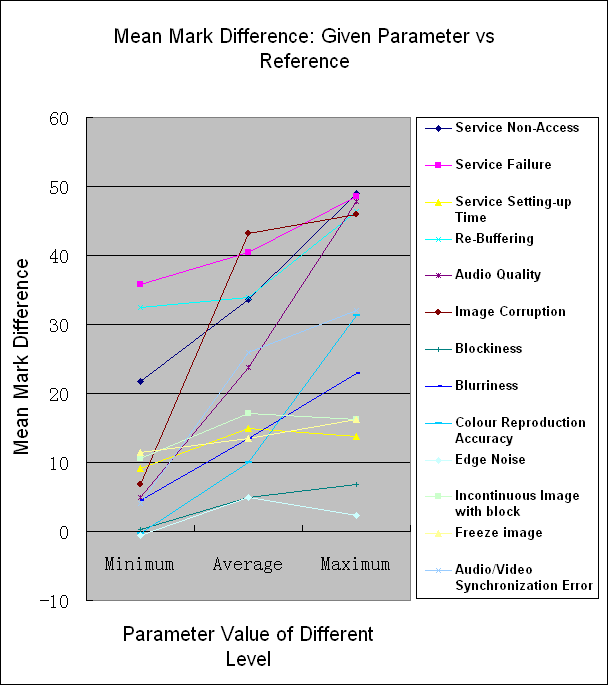 Mean Mark Difference: Given Parameter vs
Reference
Mean Mark Difference
60
50
40
30
20
10
0
-10
Minimum
Average
Maximum
Parameter Value of Different
Level
Service Non-Access
Service Failure
Service Setting-up
Time
Re-Buffering
Audio Quality
Image Corruption
Blockiness
Blurriness
Colour Reproduction
Accuracy
Edge Noise
Incontinuous Image
with block
Freeze image
Audio/Video
Synchronization Error